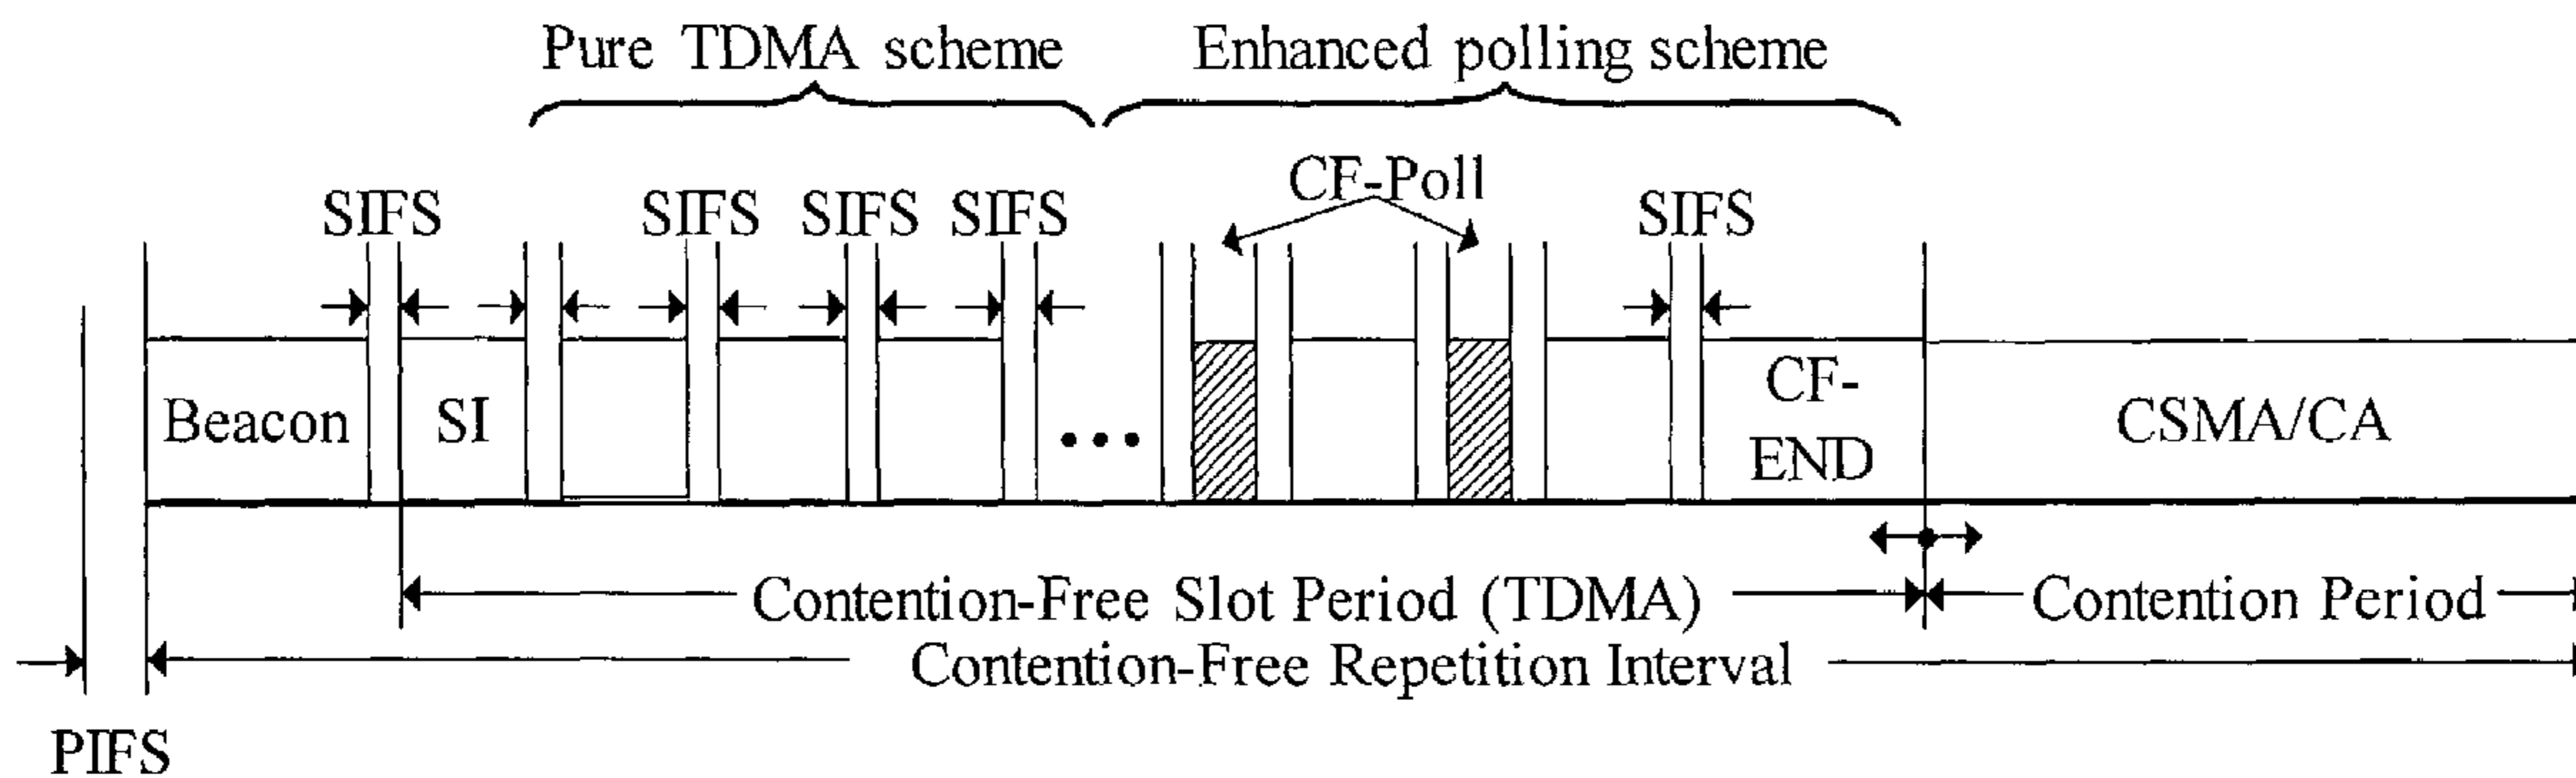 Pure TDMA scheme
Enhanced polling scheme
CF-Poll
SIFS
SIFS
SIFS
SIFS
SIFS
Beacon
SI
• • •
CF-
END
CSMA/CA
Contention-Free Slot Period (TDMA)
Contention Period
Contention-Free Repetition Interval
PIFS